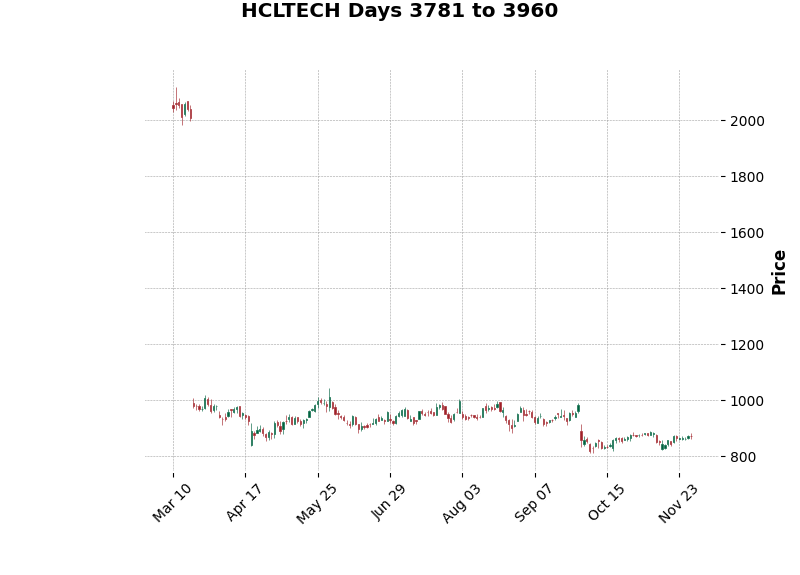 HCLTECH Days 3781 to 3960
2000
1800
1600
1400
1200
1000
800
Price
Mar 10
Apr 17
May 25
Jun 29
Aug 03
Sep 07
Oct 15
Nov 23